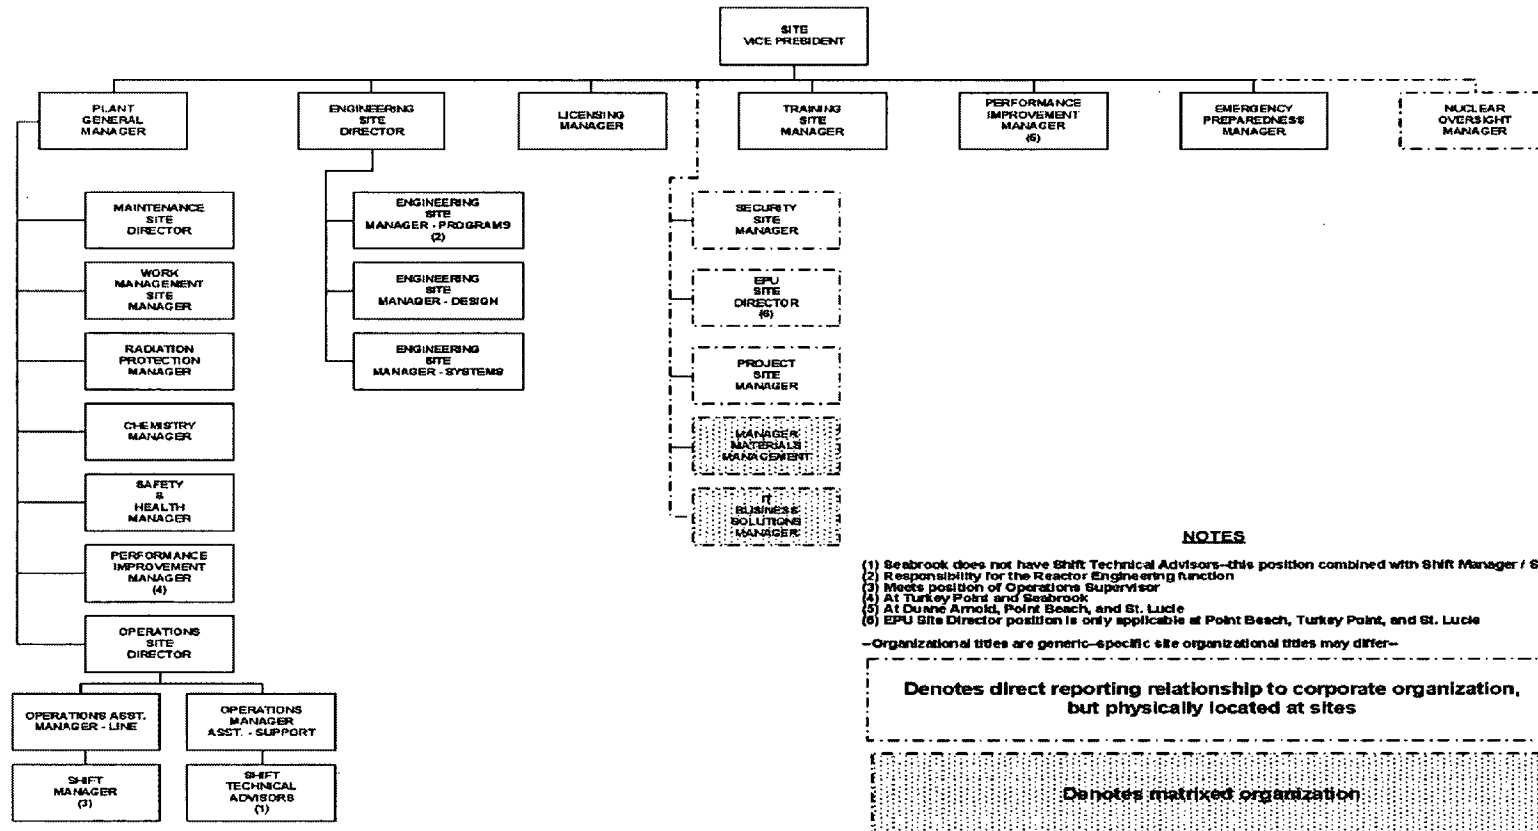 SITE
VICE PRESIDENT
PLANT
GENERAL
MANAGER
ENGINEERING
SITE
DIRECTOR
LICENSING
MANAGER
TRAINING
SITE
MANAGER
PERFORMANCE
IMPROVEMENT
MANAGER
(5)
EMERGENCY
PREPAREDNESS
MANAGER
NUCLEAR
OVERSIGHT
MANAGER
MAINTENANCE
SITE
DIRECTOR
WORK
MANAGEMENT
SITE
MANAGER
RADIATION
PROTECTION
MANAGER
CHEMISTRY
MANAGER
SAFETY
&
HEALTH
MANAGER
PERFORMANCE
IMPROVEMENT
MANAGER
(4)
OPERATIONS
SITE
DIRECTOR
OPERATIONS ASST.
MANAGER - LINE
OPERATIONS
MANAGER
ASST. - SUPPORT
SHIFT
MANAGER
(3)
SHIFT
TECHNICAL
ADVISORS
(1)
ENGINEERING
SITE
MANAGER - PROGRAMS
(2)
ENGINEERING
SITE
MANAGER - DESIGN
ENGINEERING
SITE
MANAGER - SYSTEMS
SECURITY
SITE
MANAGER
EPU
SITE
DIRECTOR
(6)
PROJECT
SITE
MANAGER
MANAGER
MATERIALS
MANAGEMENT
IT
BUSINESS
SOLUTIONS
MANAGER
NOTES
(1) Seabrook does not have Shift Technical Advisors--this position combined with Shift Manager / S
(2) Responsibility for the Reactor Engineering function
(3) Meets position of Operations Supervisor
(4) At Turkey Point and Seabrook
(5) At Duane Arnold, Point Beach, and St. Lucie
(6) EPU Site Director position is only applicable at Point Beach, Turkey Point, and St. Lucie
--Organizational titles are generic--specific site organizational titles may differ--
Denotes direct reporting relationship to corporate organization,
but physically located at sites
Denotes matrixed organization